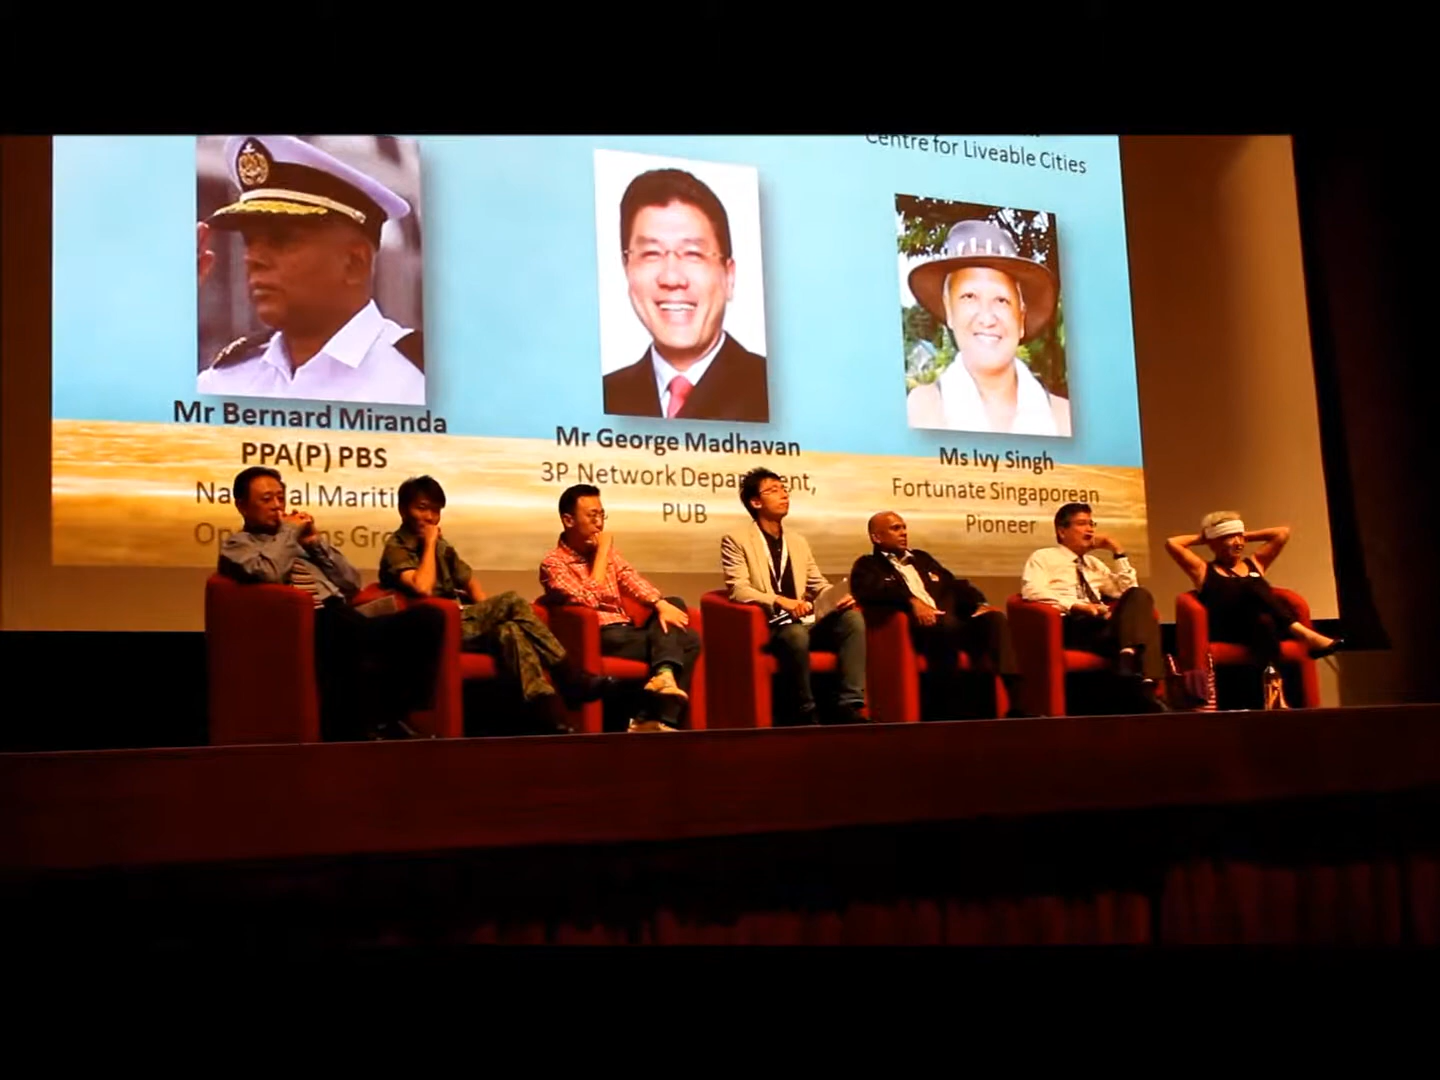 Centre for Liveable Cities
Mr Bernard Miranda
PPA(P) PBS
Mr George Madhavan
3P Network Department,
PUB
Ms Ivy Singh
Fortunate Singaporean
Pioneer